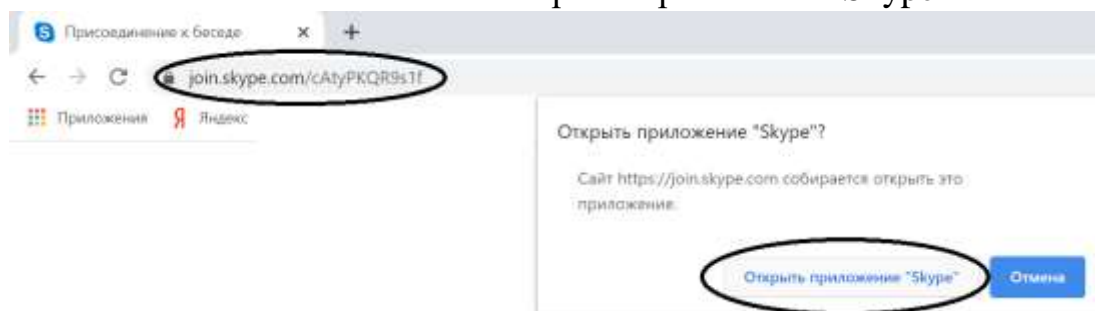 Присоединение к беседе
join.skype.com/cAtyPKQR9s1f
Приложения Яндекс
Открыть приложение "Skype"?
Сайт https://join.skype.com собирается открыть это
приложение.
Открыть приложение "Skype" Отмена